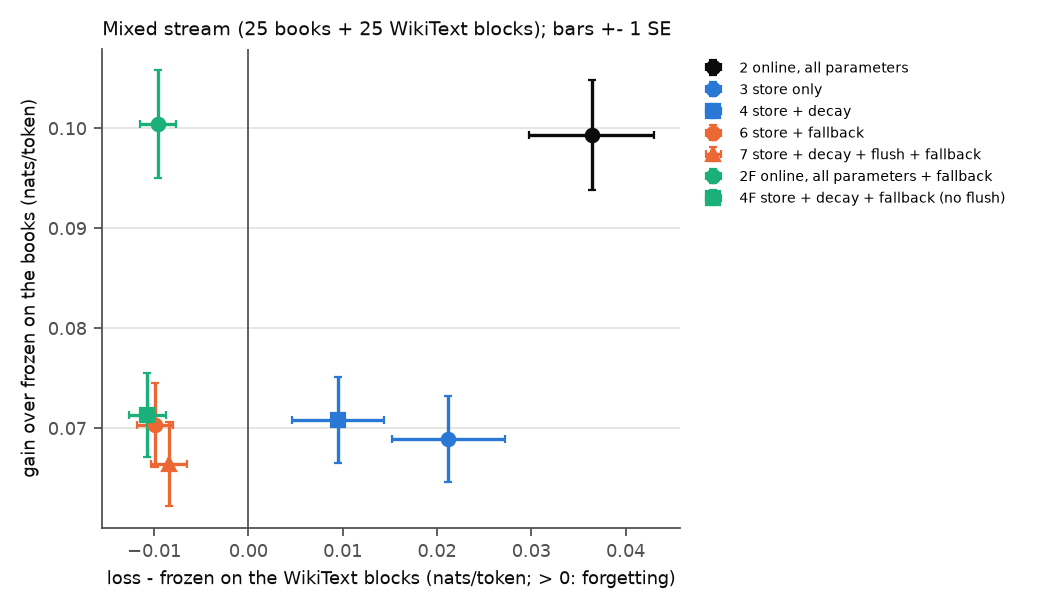 Mixed stream (25 books + 25 WikiText blocks); bars +- 1 SE
gain over frozen on the books (nats/token)
0.10
0.09
0.08
0.07
−0.01
0.00
0.01
0.02
0.03
0.04
loss - frozen on the WikiText blocks (nats/token; > 0: forgetting)
2 online, all parameters
3 store only
4 store + decay
6 store + fallback
7 store + decay + flush + fallback
2F online, all parameters + fallback
4F store + decay + fallback (no flush)